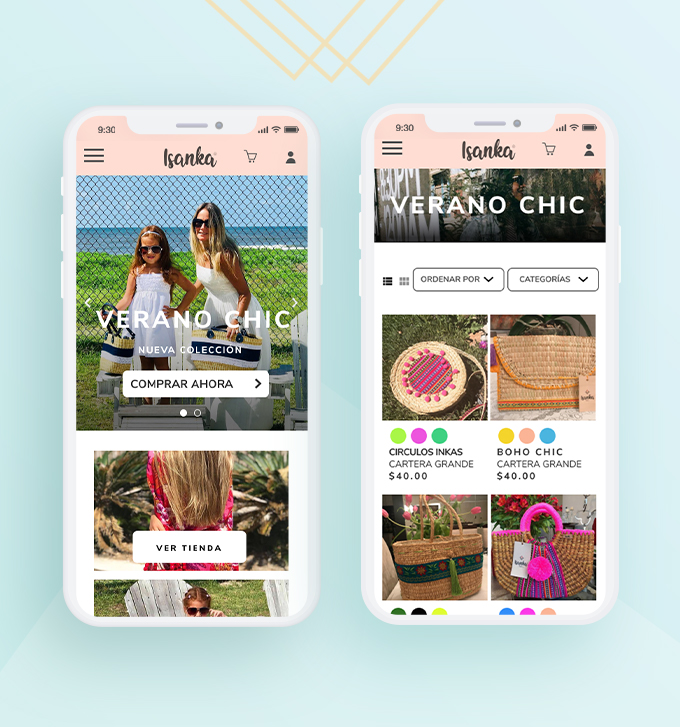 9:30
Isanka
VERANO CHIC
NUEVA COLECCIÓN
COMPRAR AHORA
VER TIENDA
9:30
Isanka
VERANO CHIC
ORDENAR POR
CATEGORÍAS
CIRCULOS INKAS
CARTERA GRANDE
$40.00
BOHO CHIC
CARTERA GRANDE
$40.00